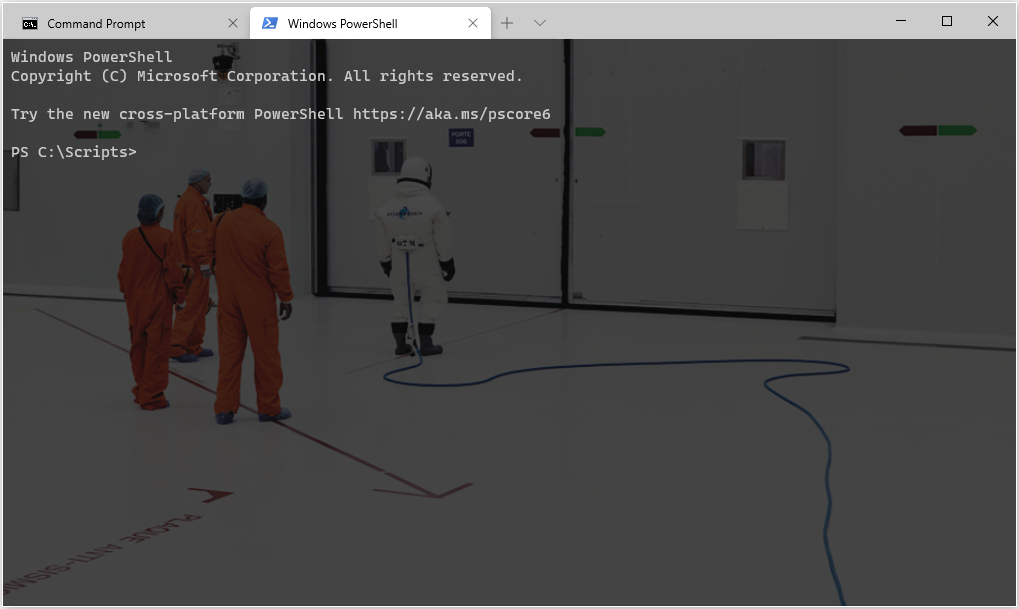 Command Prompt
Windows PowerShell
Windows PowerShell
Copyright (C) Microsoft Corporation. All rights reserved.
Try the new cross-platform PowerShell https://aka.ms/pscore6
PORTE
PS C:\Scripts>
07 M
PLAQUE ANTI-SISMI